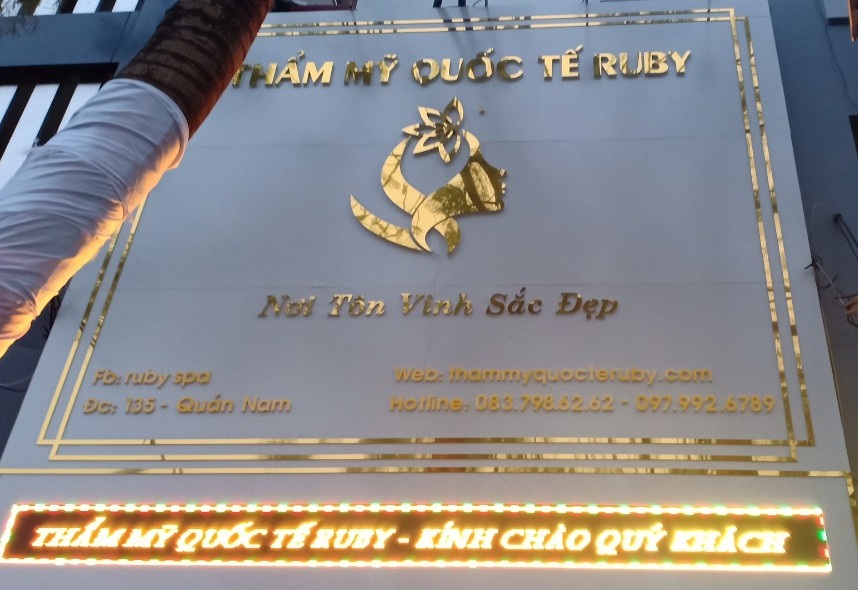 THẨM MỸ QUỐC TẾ RUBY
Nơi Tôn Vinh Sắc Đẹp
Fb: ruby spa
Web: thammyquocteruby.com
Đc: 135 - Quán Nam
Hotline: 083.798.62.62 - 097.992.6789
THẨM MỸ QUỐC TẾ RUBY - KÍNH CHÀO QUÝ KHÁCH